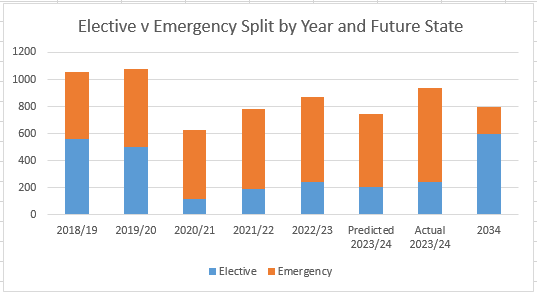 Elective v Emergency Split by Year and Future State
1200
1000
800
600
400
200
0
2018/19 2019/20 2020/21 2021/22 2022/23 Predicted 2023/24 Actual 2023/24 2034
Elective Emergency